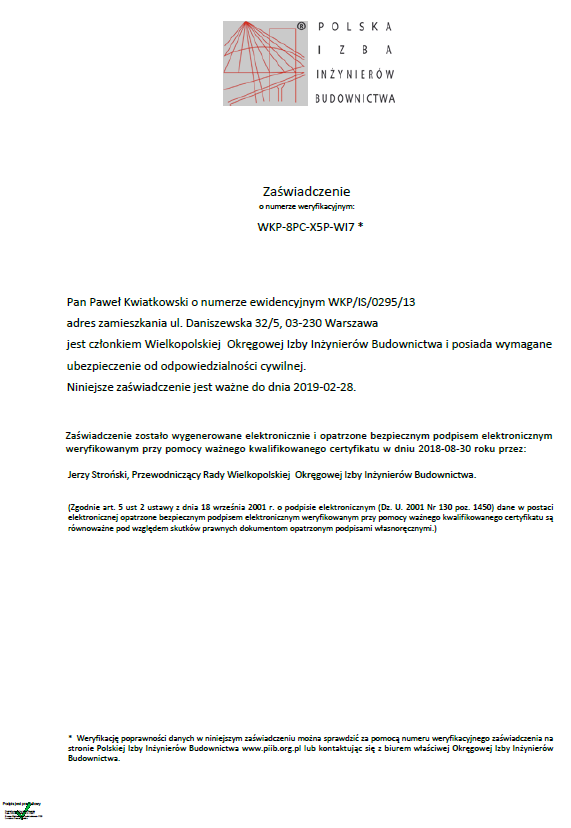 ®
POLSKA
IZBA
INŻYNIERÓW
BUDOWNICTWA
Zaświadczenie
o numerze weryfikacyjnym:
WKP-8PC-X5P-WI7 *
Pan Paweł Kwiatkowski o numerze ewidencyjnym WKP/IS/0295/13
adres zamieszkania ul. Daniszewska 32/5, 03-230 Warszawa
jest członkiem Wielkopolskiej Okręgowej Izby Inżynierów Budownictwa i posiada wymagane
ubezpieczenie od odpowiedzialności cywilnej.
Niniejsze zaświadczenie jest ważne do dnia 2019-02-28.
Zaświadczenie zostało wygenerowane elektronicznie i opatrzone bezpiecznym podpisem elektronicznym
weryfikowanym przy pomocy ważnego kwalifikowanego certyfikatu w dniu 2018-08-30 roku przez:
Jerzy Stroński, Przewodniczący Rady Wielkopolskiej Okręgowej Izby Inżynierów Budownictwa.
(Zgodnie art. 5 ust 2 ustawy z dnia 18 września 2001 r. o podpisie elektronicznym (Dz. U. 2001 Nr 130 poz. 1450) dane w postaci
elektronicznej opatrzone bezpiecznym podpisem elektronicznym weryfikowanym przy pomocy ważnego kwalifikowanego certyfikatu są
równoważne pod względem skutków prawnych dokumentom opatrzonym podpisami własnoręcznymi.)
* Weryfikację poprawności danych w niniejszym zaświadczeniu można sprawdzić za pomocą numeru weryfikacyjnego zaświadczenia na
stronie Polskiej Izby Inżynierów Budownictwa www.piib.org.pl lub kontaktując się z biurem właściwej Okręgowej Izby Inżynierów
Budownictwa.
Podpis jest prawidłowy